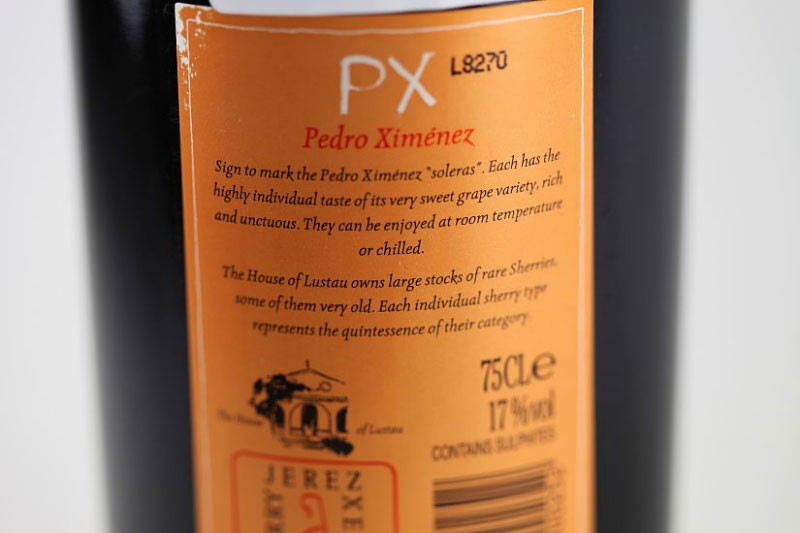 PX L8270
Pedro Ximénez
Sign to mark the Pedro Ximénez "soleras". Each has the
highly individual taste of its very sweet grape variety, rich
and unctuous. They can be enjoyed at room temperature
or chilled.
The House of Lustau owns large stocks of rare Sherries,
some of them very old. Each individual sherry type
represents the quintessence of their category.
75CL e
17%vol
The House of Lustau
CONTAINS SULPHITES
JEREZ
XE